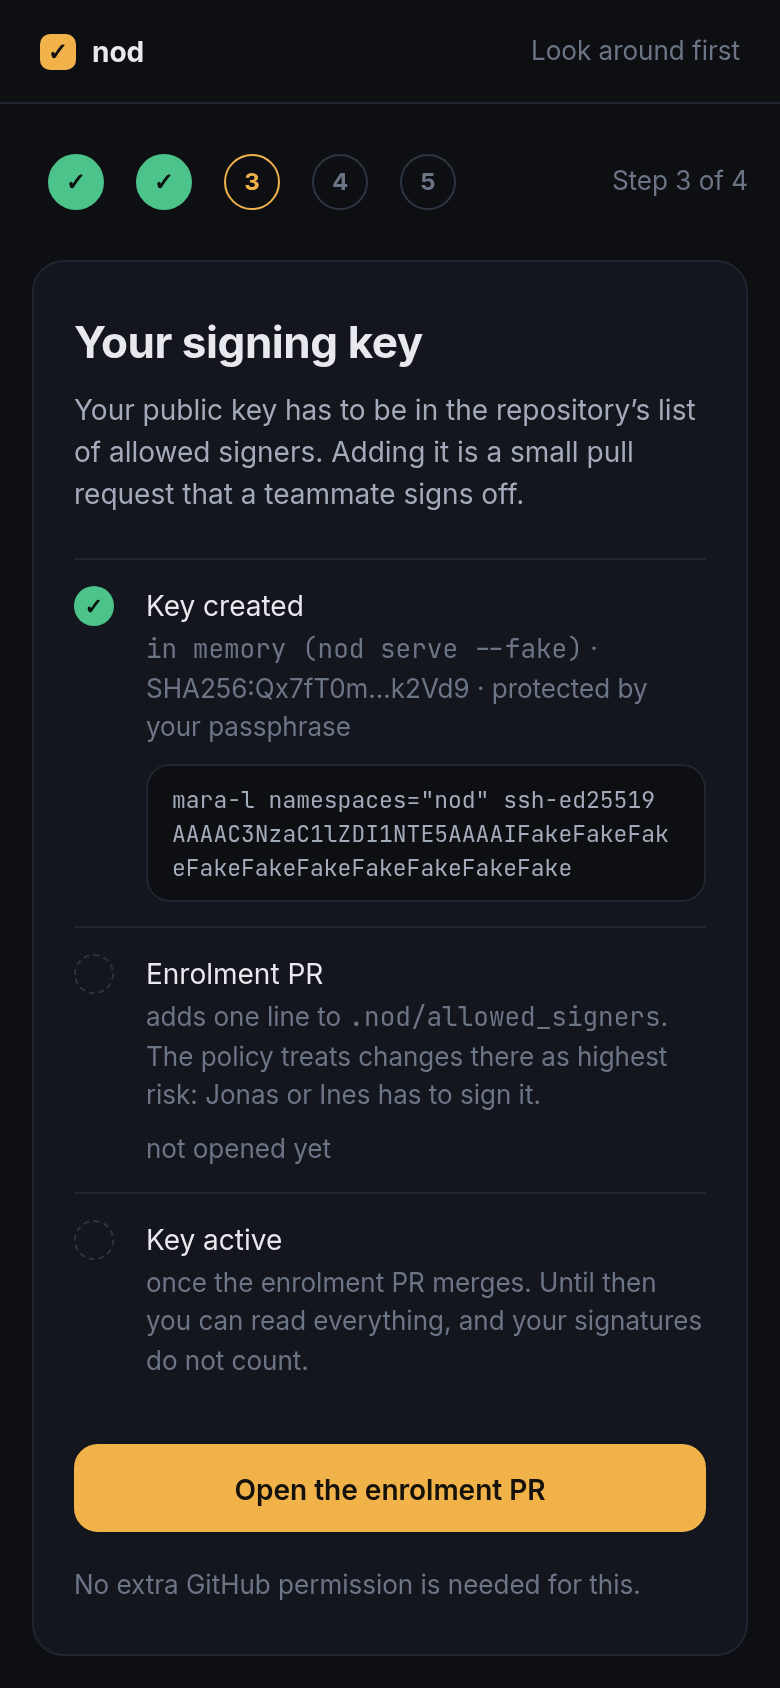 ✓ nod
Look around first
✓ ✓ 3 4 5
Step 3 of 4
Your signing key
Your public key has to be in the repository’s list
of allowed signers. Adding it is a small pull
request that a teammate signs off.
✓ Key created
in memory (nod serve --fake) ·
SHA256:Qx7fT0m…k2Vd9 · protected by
your passphrase
mara-l namespaces="nod" ssh-ed25519
AAAAC3NzaC1lZDI1NTE5AAAAIFakeFakeFak
eFakeFakeFakeFakeFakeFakeFake
Enrolment PR
adds one line to .nod/allowed_signers.
The policy treats changes there as highest
risk: Jonas or Ines has to sign it.
not opened yet
Key active
once the enrolment PR merges. Until then
you can read everything, and your signatures
do not count.
Open the enrolment PR
No extra GitHub permission is needed for this.